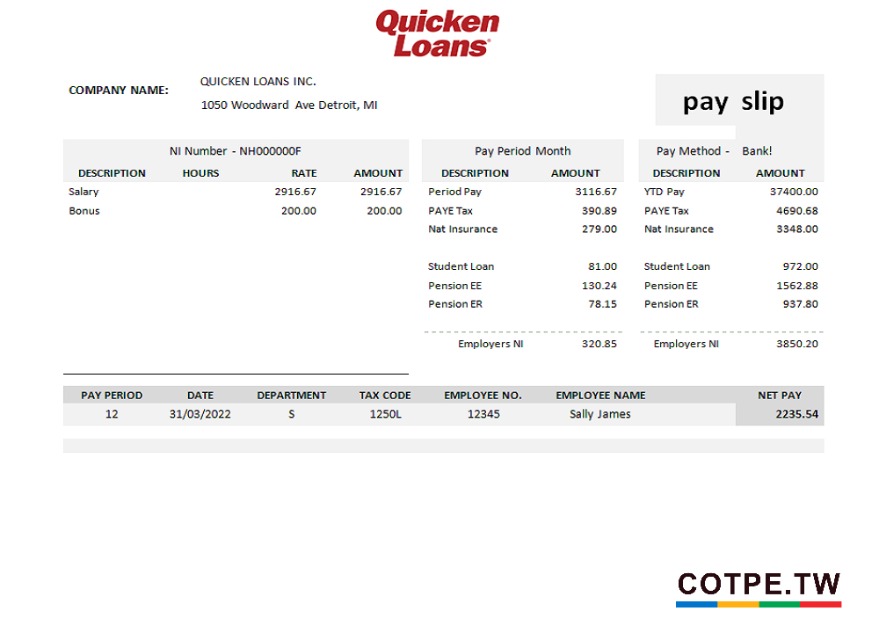 Quicken
Loans
COMPANY NAME: QUICKEN LOANS INC.
1050 Woodward Ave Detroit, MI
pay slip
NI Number - NH000000F Pay Period Month Pay Method - Bank!
DESCRIPTION HOURS RATE AMOUNT DESCRIPTION AMOUNT DESCRIPTION AMOUNT
Salary 2916.67 2916.67 Period Pay 3116.67 YTD Pay 37400.00
Bonus 200.00 200.00 PAYE Tax 390.89 PAYE Tax 4690.68
Nat Insurance 279.00 Nat Insurance 3348.00
Student Loan 81.00 Student Loan 972.00
Pension EE 130.24 Pension EE 1562.88
Pension ER 78.15 Pension ER 937.80
Employers NI 320.85 Employers NI 3850.20
PAY PERIOD DATE DEPARTMENT TAX CODE EMPLOYEE NO. EMPLOYEE NAME NET PAY
12 31/03/2022 S 1250L 12345 Sally James 2235.54
COTPE.TW